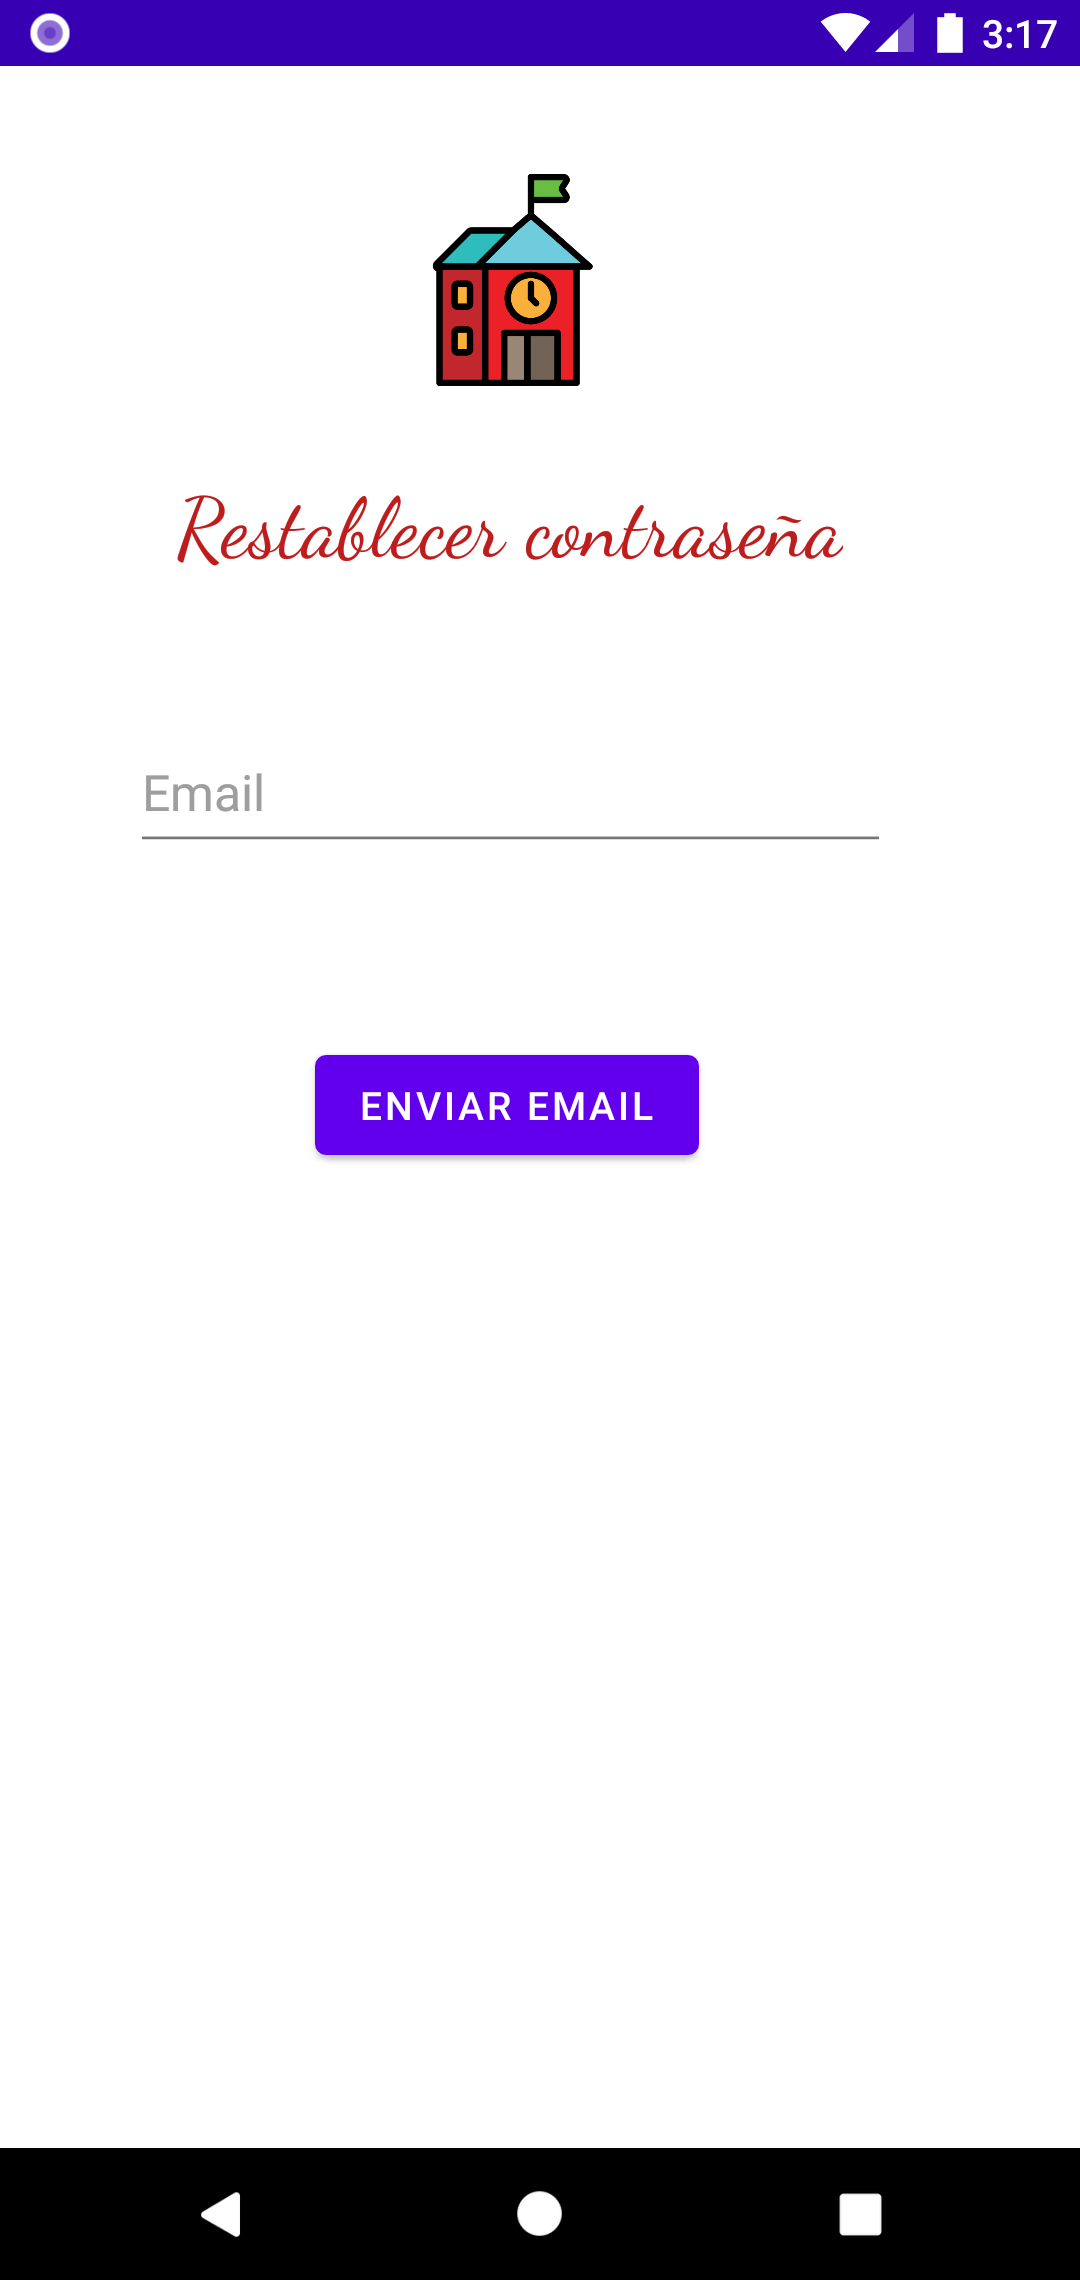 3:17
Restablecer contraseña
Email
ENVIAR EMAIL